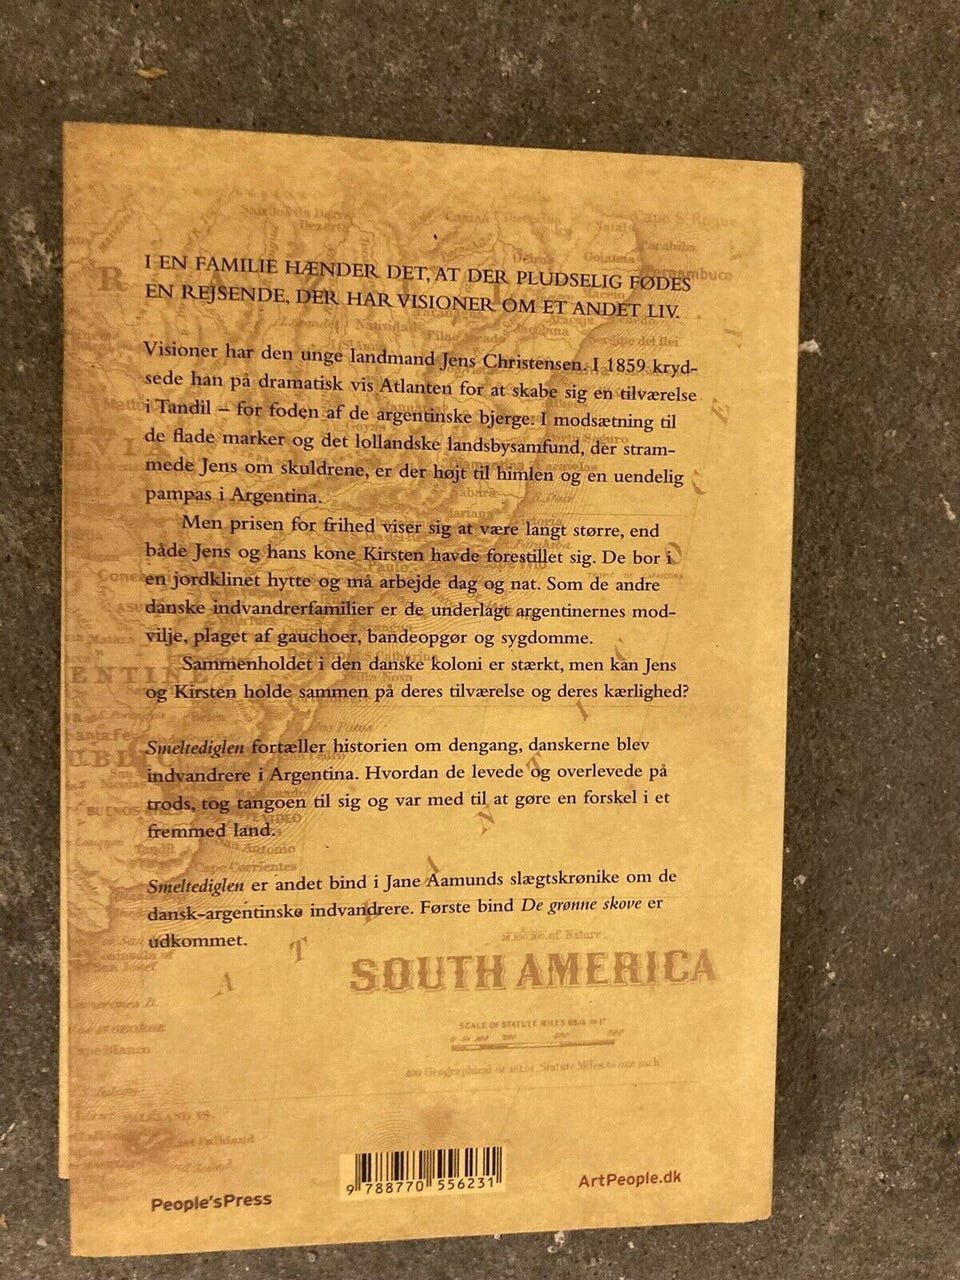 I EN FAMILIE HÆNDER DET, AT DER PLUDSELIG FØDES
EN REJSENDE, DER HAR VISIONER OM ET ANDET LIV.
Visioner har den unge landmand Jens Christensen. I 1859 kryd-
sede han på dramatisk vis Atlanten for at skabe sig en tilværelse
i Tandil – for foden af de argentinske bjerge. I modsætning til
de flade marker og det lollandske landsbysamfund, der stram-
mede Jens om skuldrene, er der højt til himlen og en uendelig
pampas i Argentina.
Men prisen for frihed viser sig at være langt større, end
både Jens og hans kone Kirsten havde forestillet sig. De bor i
en jordklinet hytte og må arbejde dag og nat. Som de andre
danske indvandrerfamilier er de underlagt argentinernes mod-
vilje, plaget af gauchoer, bandeopgør og sygdomme.
Sammenholdet i den danske koloni er stærkt, men kan Jens
og Kirsten holde sammen på deres tilværelse og deres kærlighed?
Smeltediglen fortæller historien om dengang, danskerne blev
indvandrere i Argentina. Hvordan de levede og overlevede på
trods, tog tangoen til sig og var med til at gøre en forskel i et
fremmed land.
Smeltediglen er andet bind i Jane Aamunds slægtskrønike om de
dansk-argentinske indvandrere. Første bind De grønne skove er
udkommet.
SOUTH AMERICA
SCALE OF STATUTE MILES
People'sPress
9 788770 556231
ArtPeople.dk